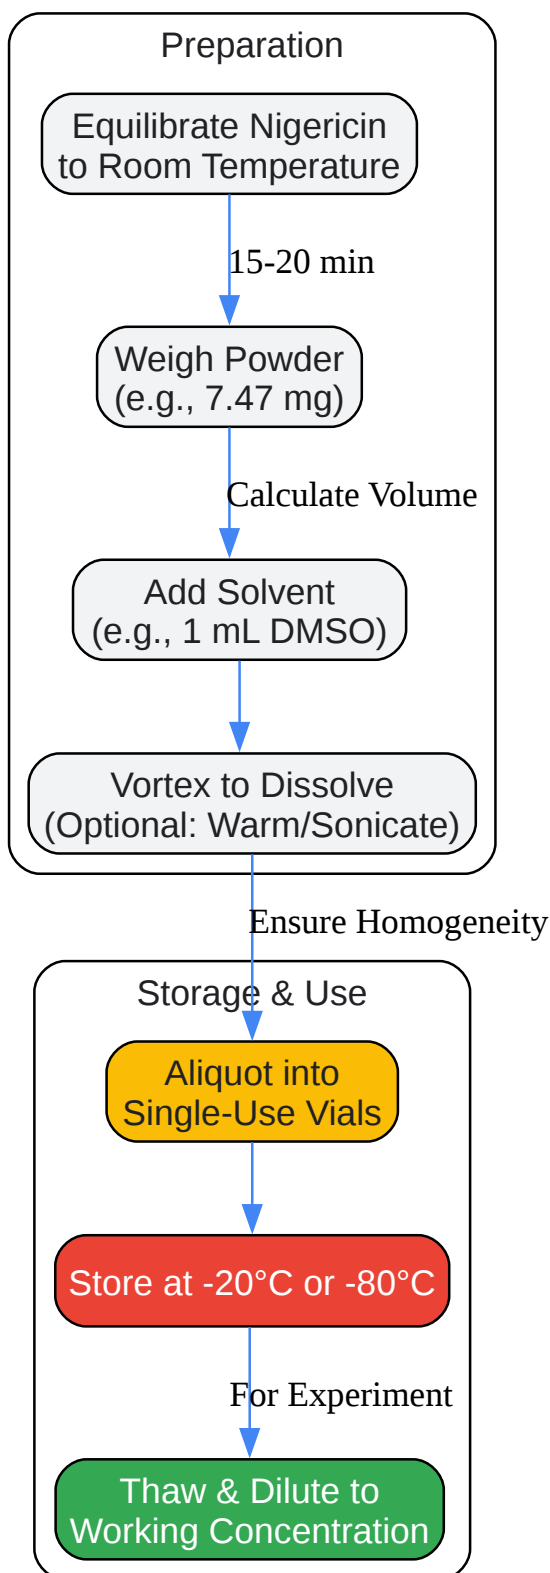 Preparation
Equilibrate Nigericin
to Room Temperature
15-20 min
Weigh Powder
(e.g., 7.47 mg)
Calculate Volume
Add Solvent
(e.g., 1 mL DMSO)
Vortex to Dissolve
(Optional: Warm/Sonicate)
Ensure Homogeneity
Storage & Use
Aliquot into
Single-Use Vials
Store at -20°C or -80°C
For Experiment
Thaw & Dilute to
Working Concentration